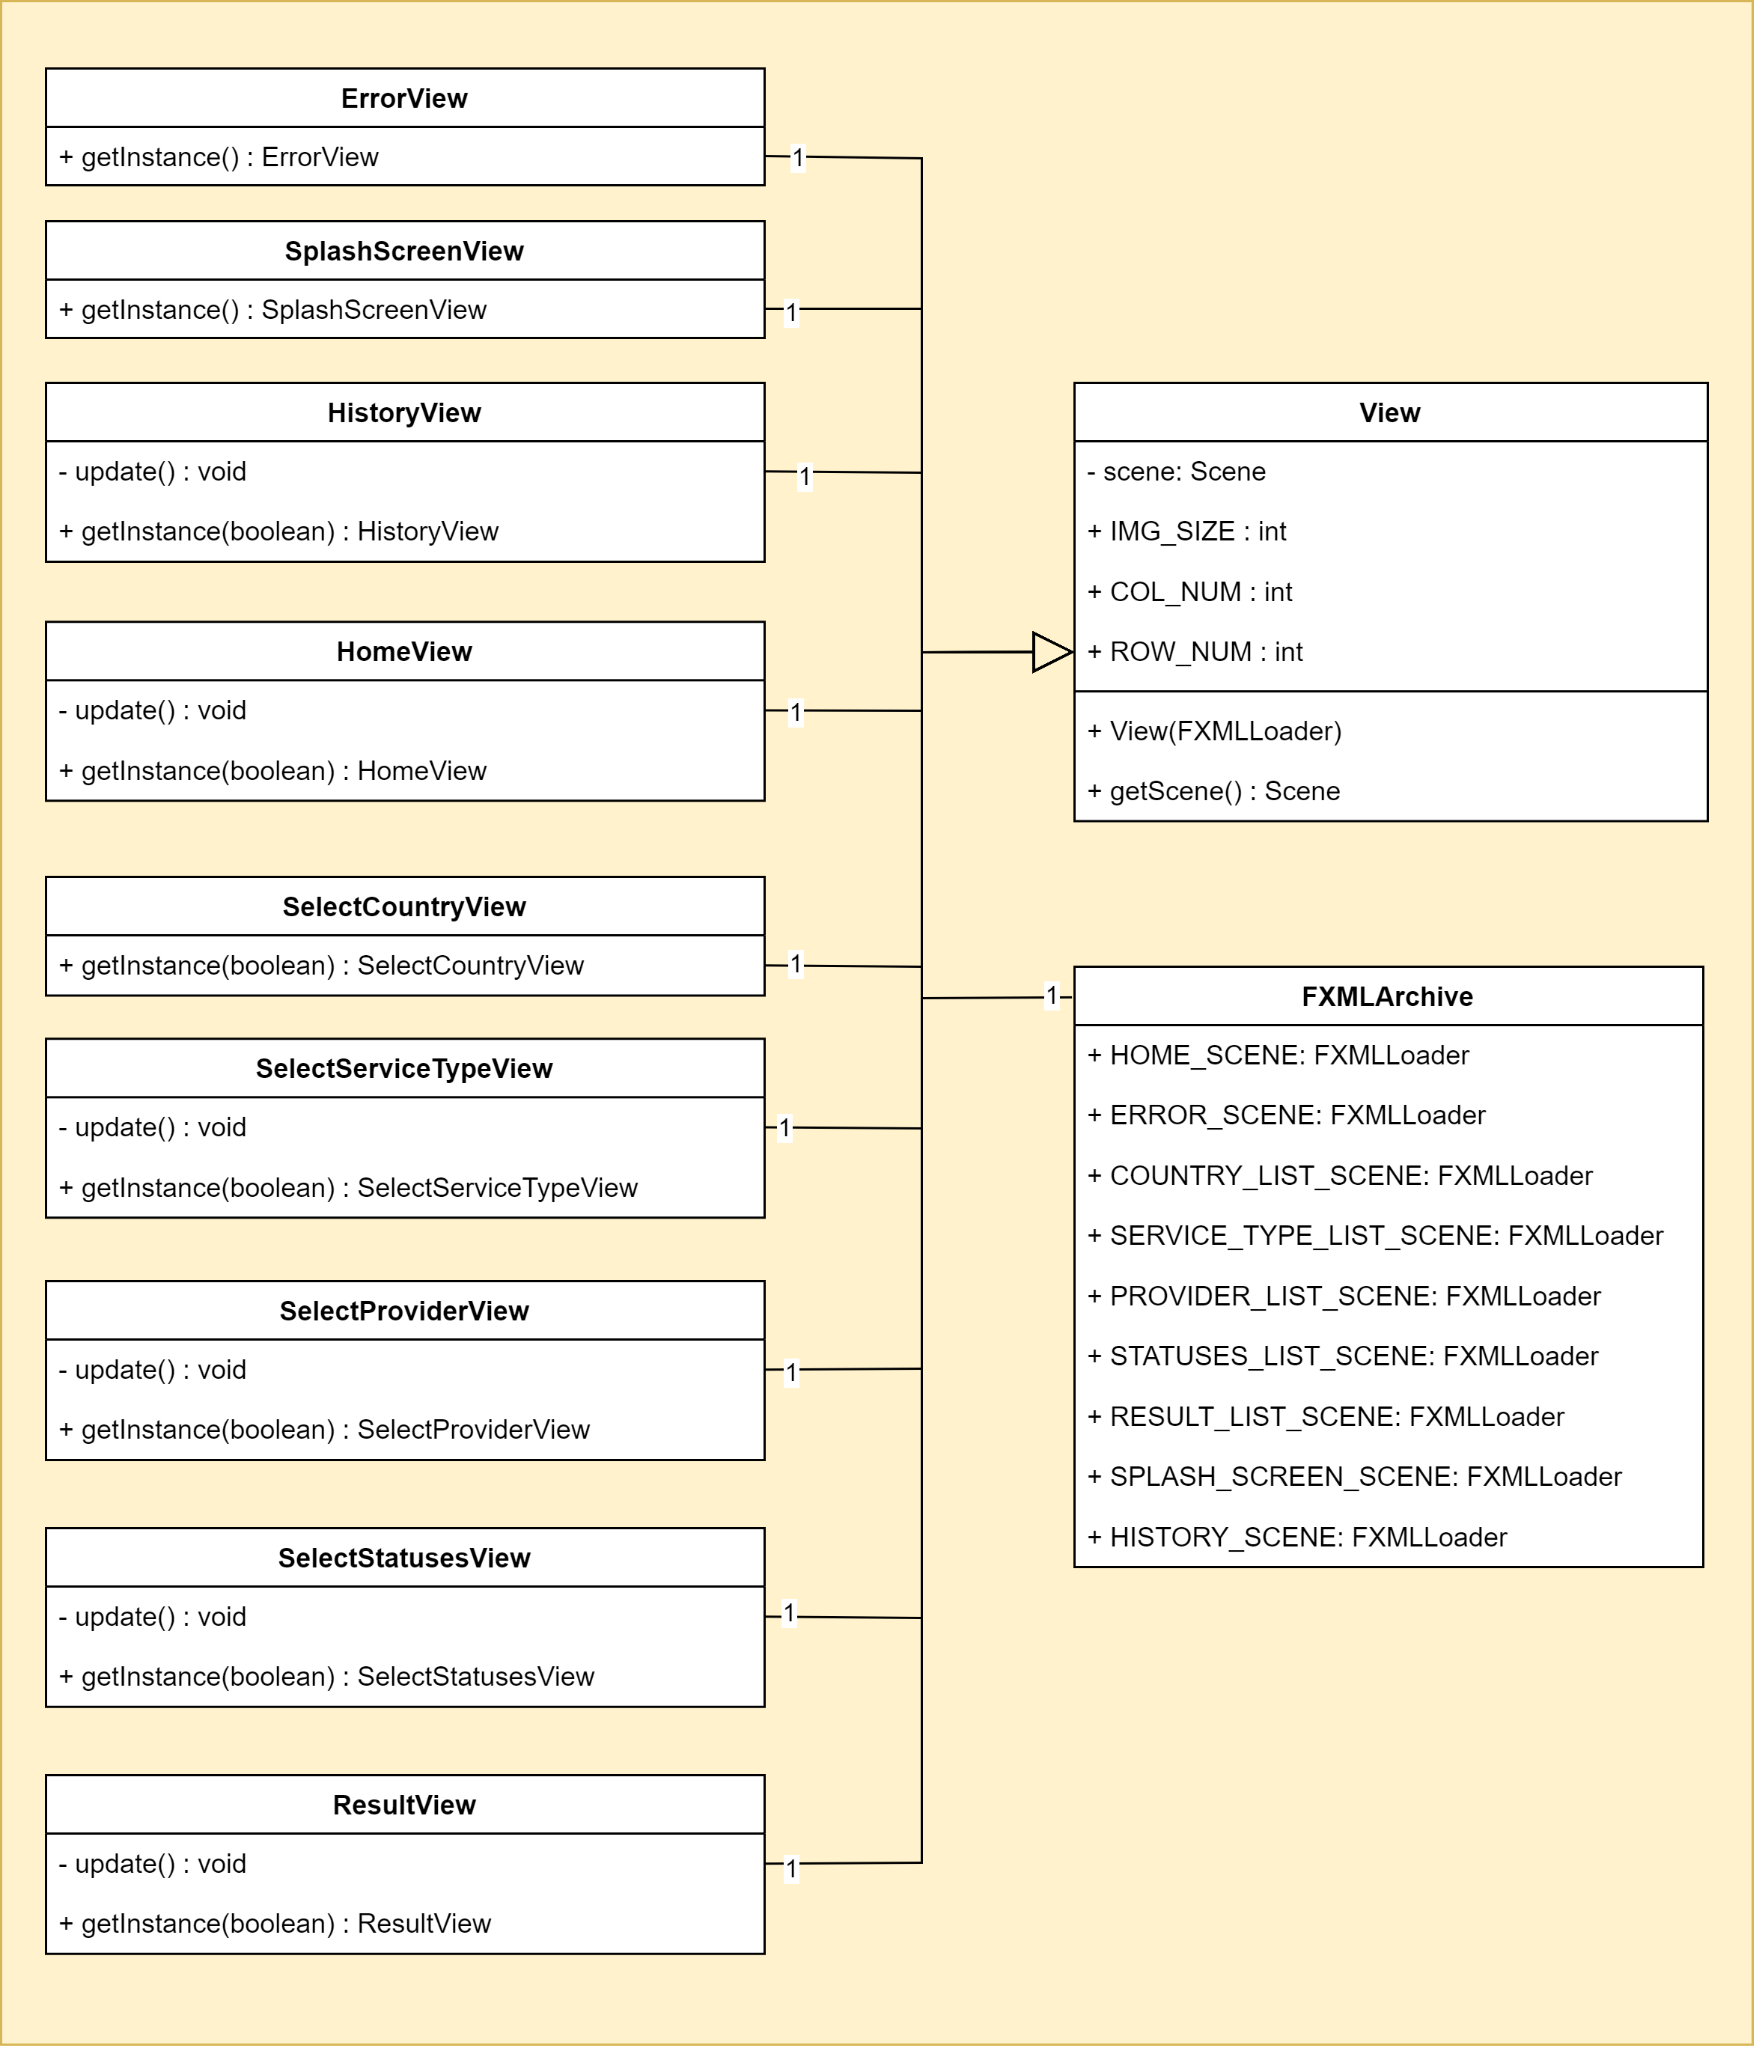 ErrorView
+ getInstance() : ErrorView
1
SplashScreenView
+ getInstance() : SplashScreenView
1
HistoryView
- update() : void
+ getInstance(boolean) : HistoryView
1
HomeView
- update() : void
+ getInstance(boolean) : HomeView
1
SelectCountryView
+ getInstance(boolean) : SelectCountryView
1
SelectServiceTypeView
- update() : void
+ getInstance(boolean) : SelectServiceTypeView
1
SelectProviderView
- update() : void
+ getInstance(boolean) : SelectProviderView
1
SelectStatusesView
- update() : void
+ getInstance(boolean) : SelectStatusesView
1
ResultView
- update() : void
+ getInstance(boolean) : ResultView
1
View
- scene: Scene
+ IMG_SIZE : int
+ COL_NUM : int
+ ROW_NUM : int
+ View(FXMLLoader)
+ getScene() : Scene
1
FXMLArchive
+ HOME_SCENE: FXMLLoader
+ ERROR_SCENE: FXMLLoader
+ COUNTRY_LIST_SCENE: FXMLLoader
+ SERVICE_TYPE_LIST_SCENE: FXMLLoader
+ PROVIDER_LIST_SCENE: FXMLLoader
+ STATUSES_LIST_SCENE: FXMLLoader
+ RESULT_LIST_SCENE: FXMLLoader
+ SPLASH_SCREEN_SCENE: FXMLLoader
+ HISTORY_SCENE: FXMLLoader